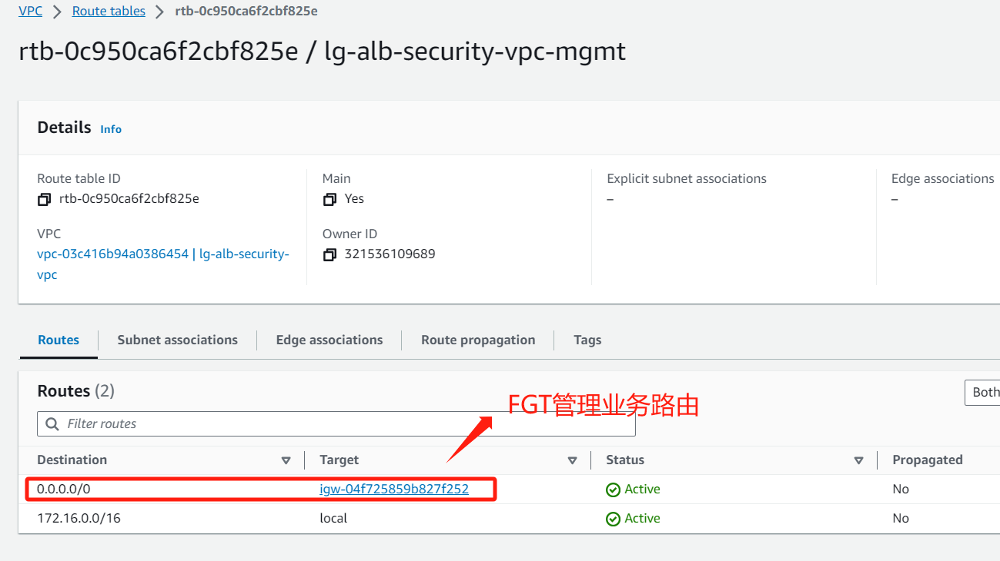 VPC > Route tables > rtb-0c950ca6f2cbf825e
rtb-0c950ca6f2cbf825e / lg-alb-security-vpc-mgmt
Details Info
Route table ID
rtb-0c950ca6f2cbf825e
Main
Yes
Explicit subnet associations
–
Edge associations
–
VPC
vpc-03c416b94a0386454 | lg-alb-security-
vpc
Owner ID
321536109689
Routes Subnet associations Edge associations Route propagation Tags
Routes (2)
Both
FGT管理业务路由
Filter routes
Destination Target Status Propagated
0.0.0.0/0 igw-04f725859b827f252 Active No
172.16.0.0/16 local Active No